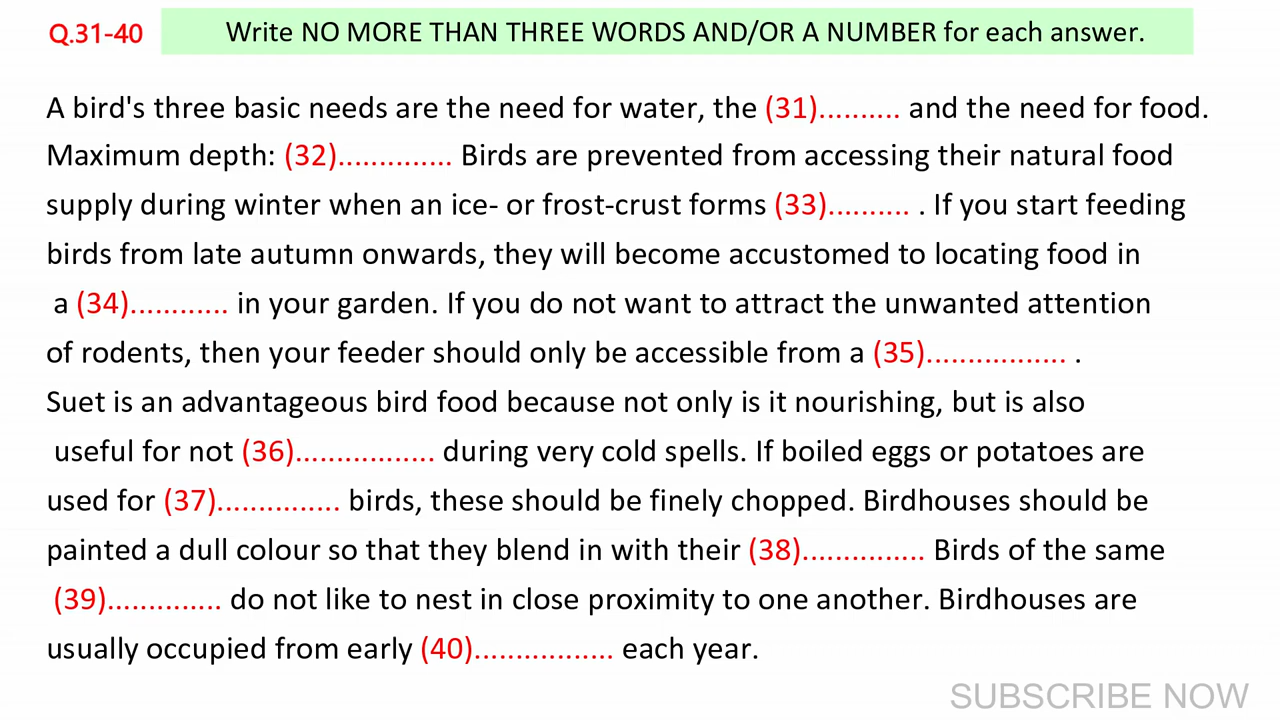 Q.31-40 Write NO MORE THAN THREE WORDS AND/OR A NUMBER for each answer.
A bird's three basic needs are the need for water, the (31).......... and the need for food.
Maximum depth: (32).............. Birds are prevented from accessing their natural food
supply during winter when an ice- or frost-crust forms (33).......... . If you start feeding
birds from late autumn onwards, they will become accustomed to locating food in
a (34)............ in your garden. If you do not want to attract the unwanted attention
of rodents, then your feeder should only be accessible from a (35)................. .
Suet is an advantageous bird food because not only is it nourishing, but is also
useful for not (36)................. during very cold spells. If boiled eggs or potatoes are
used for (37)............... birds, these should be finely chopped. Birdhouses should be
painted a dull colour so that they blend in with their (38)............... Birds of the same
(39).............. do not like to nest in close proximity to one another. Birdhouses are
usually occupied from early (40)................. each year.
SUBSCRIBE NOW